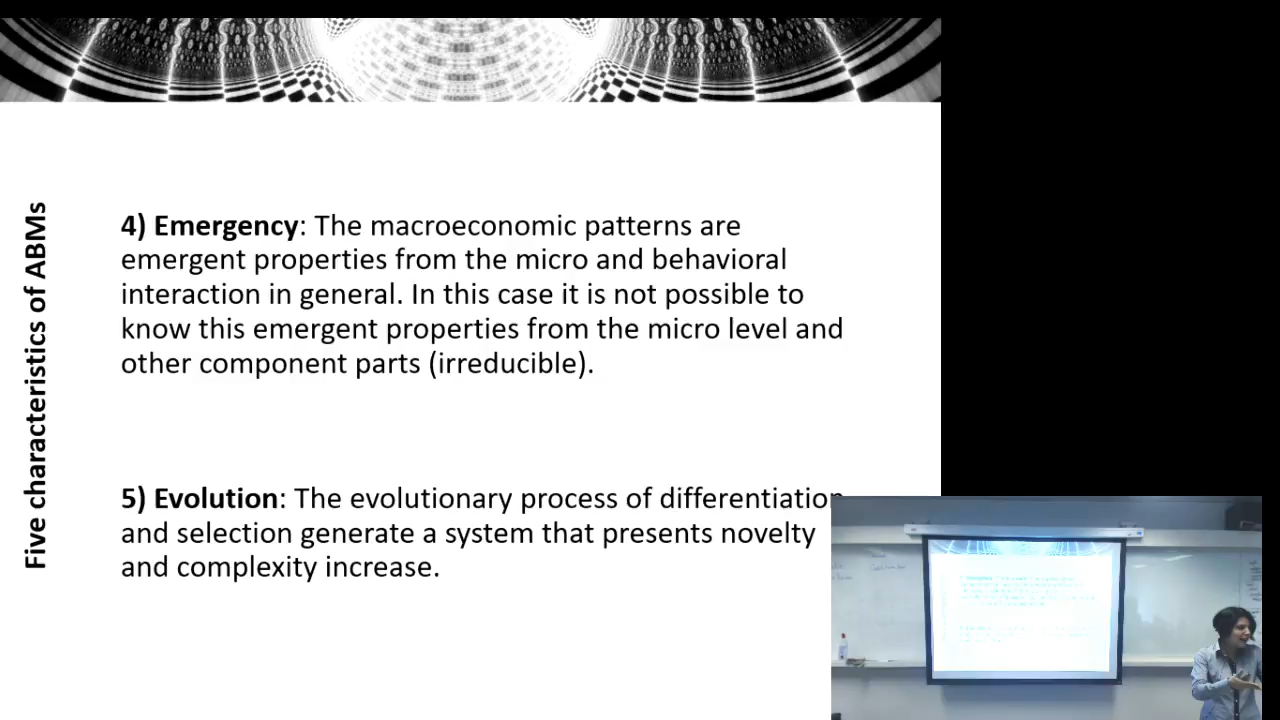 Five characteristics of ABMs
4) Emergency: The macroeconomic patterns are
emergent properties from the micro and behavioral
interaction in general. In this case it is not possible to
know this emergent properties from the micro level and
other component parts (irreducible).
5) Evolution: The evolutionary process of differentiation
and selection generate a system that presents novelty
and complexity increase.